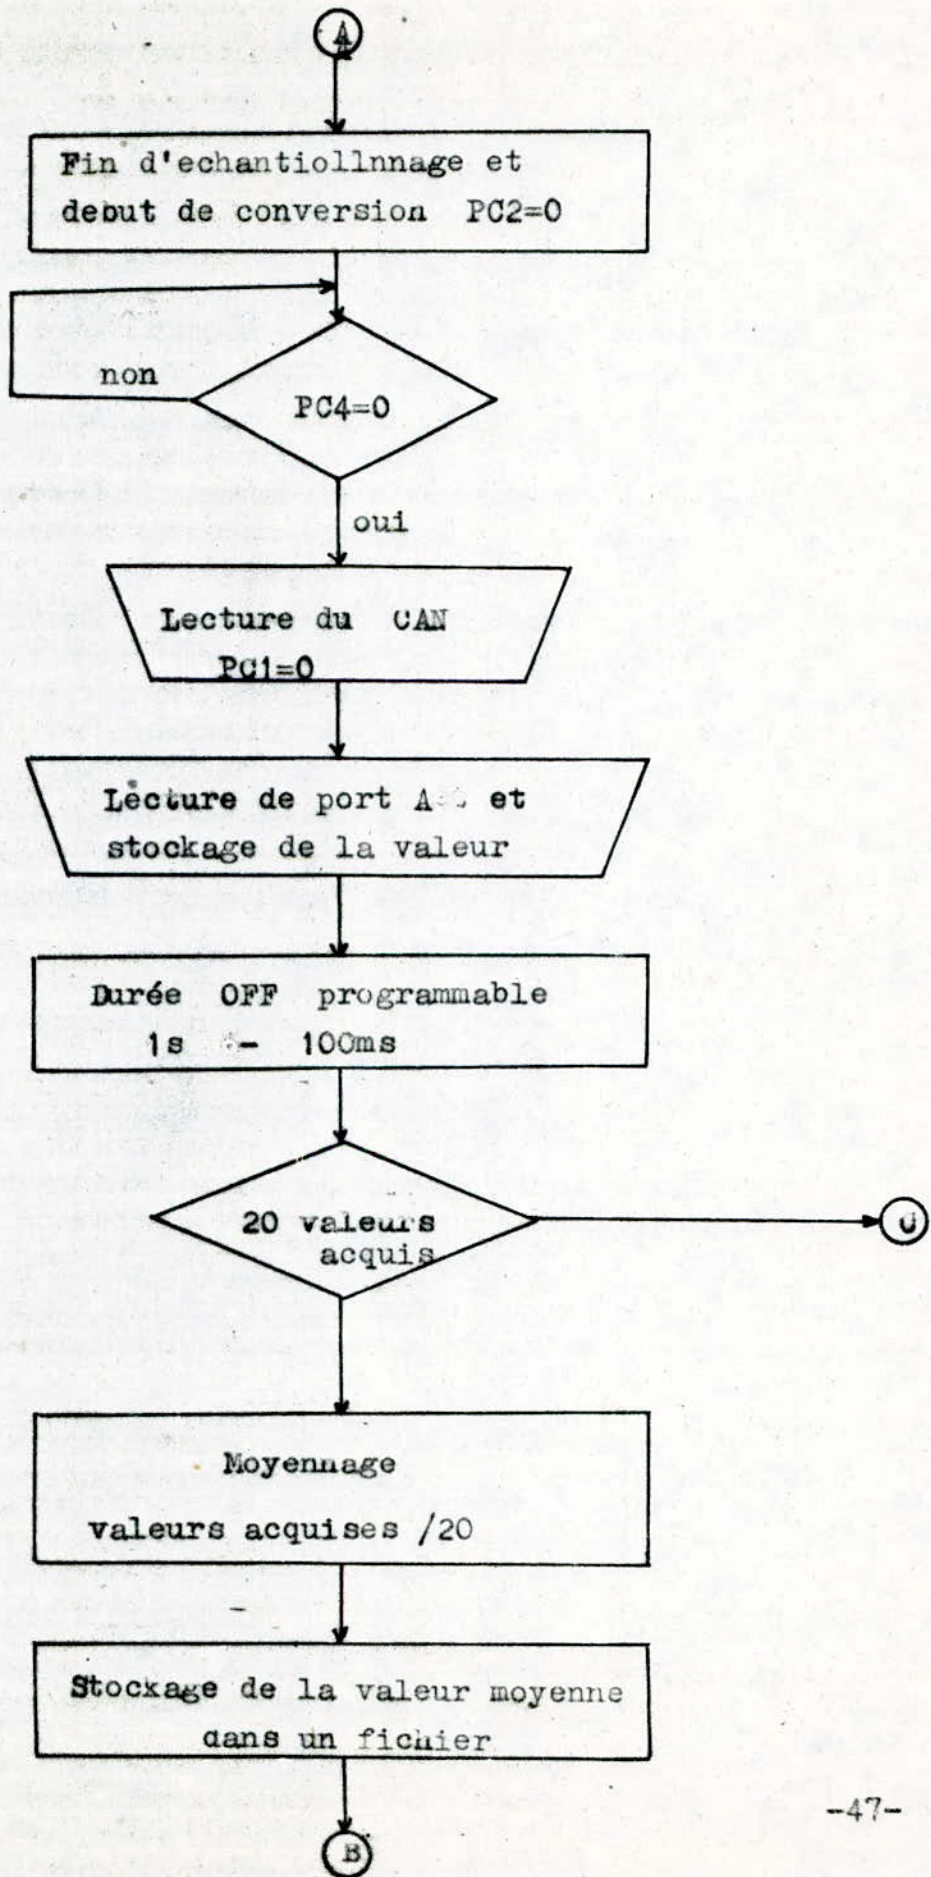 A
Fin d'echantiollnnage et
debut de conversion PC2=0
non
PC4=0
oui
Lecture du CAN
PC1=0
Lecture de port A et
stockage de la valeur
Durée OFF programmable
1s - 100ms
20 valeurs
acquis
C
Moyennage
valeurs acquises /20
Stockage de la valeur moyenne
dans un fichier
-47-
B